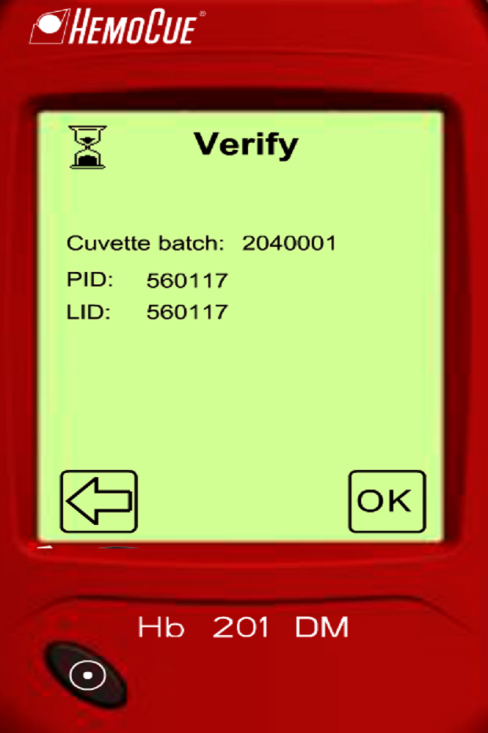 HEMOCUE®
Verify
Cuvette batch: 2040001
PID: 560117
LID: 560117
OK
Hb 201 DM